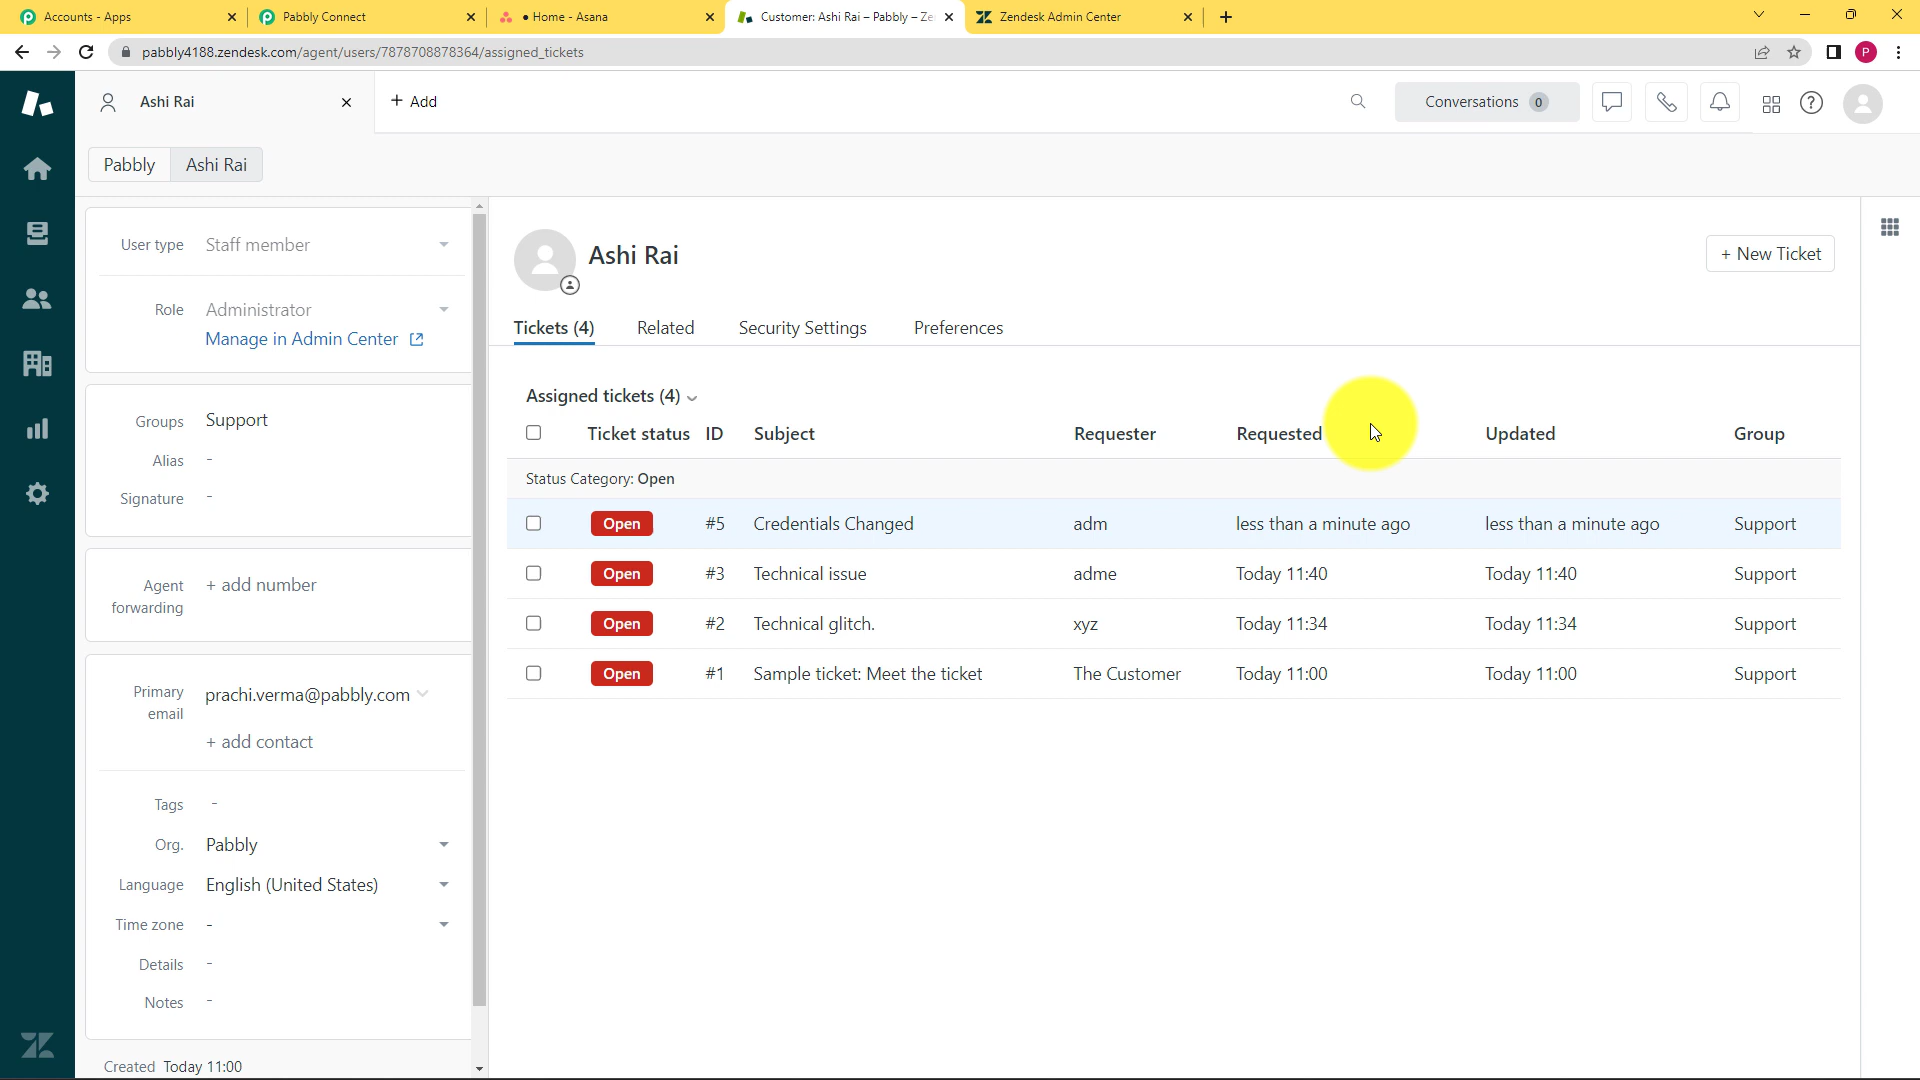 Accounts - Apps
Pabbly Connect
• Home - Asana
Customer: Ashi Rai – Pabbly – Ze
Zendesk Admin Center
pabbly4188.zendesk.com/agent/users/7878708878364/assigned_tickets
P
Ashi Rai
+ Add
Conversations 0
Pabbly
Ashi Rai
User type Staff member
Role Administrator
Manage in Admin Center
Groups Support
Alias -
Signature -
Agent forwarding + add number
Primary email prachi.verma@pabbly.com
+ add contact
Tags -
Org. Pabbly
Language English (United States)
Time zone -
Details -
Notes -
Created Today 11:00
Ashi Rai
+ New Ticket
Tickets (4) Related Security Settings Preferences
Assigned tickets (4)
Ticket status ID Subject Requester Requested Updated Group
Status Category: Open
Open #5 Credentials Changed adm less than a minute ago less than a minute ago Support
Open #3 Technical issue adme Today 11:40 Today 11:40 Support
Open #2 Technical glitch. xyz Today 11:34 Today 11:34 Support
Open #1 Sample ticket: Meet the ticket The Customer Today 11:00 Today 11:00 Support